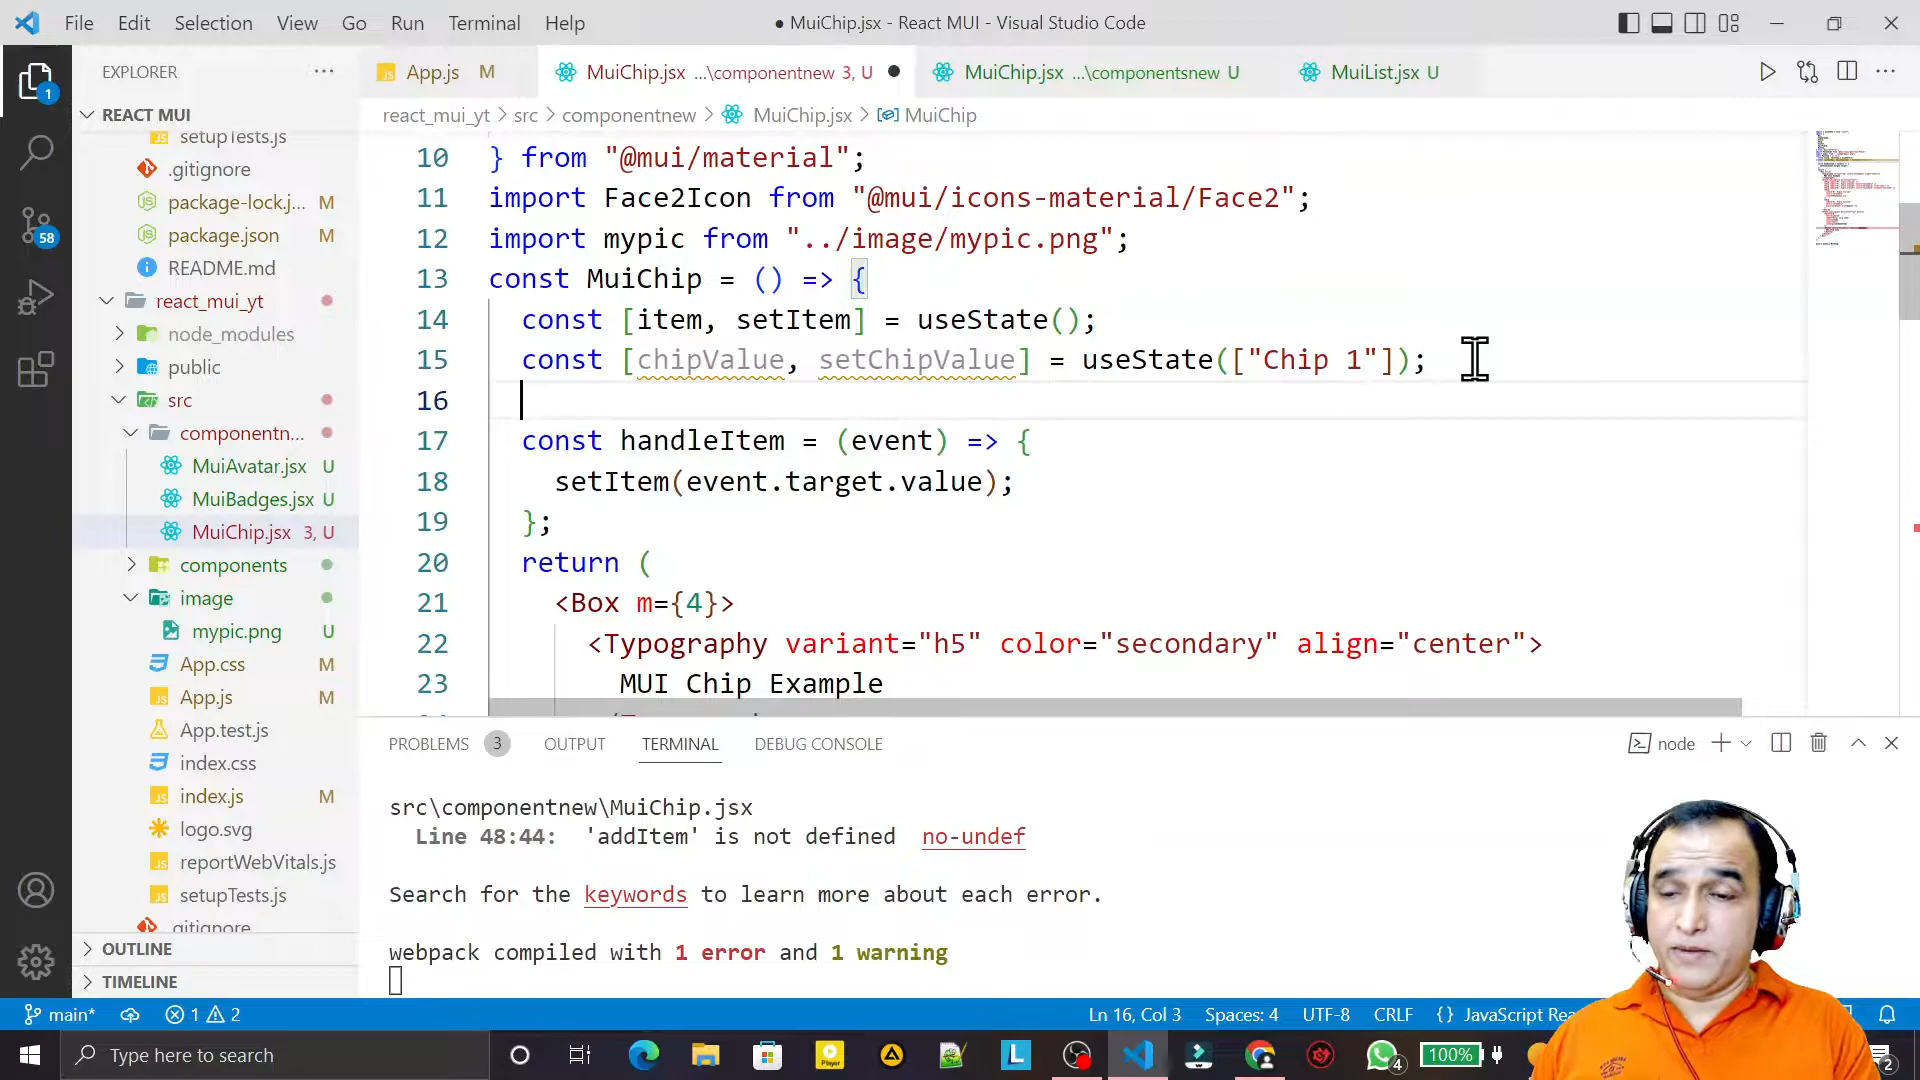 File Edit Selection View Go Run Terminal Help
● MuiChip.jsx - React MUI - Visual Studio Code
EXPLORER
App.js M
MuiChip.jsx ...\componentnew 3, U
MuiChip.jsx ...\componentsnew U
MuiList.jsx U
react_mui_yt > src > componentnew > MuiChip.jsx > MuiChip
REACT MUI
setupTests.js
.gitignore
package-lock.j... M
package.json M
README.md
react_mui_yt
node_modules
public
src
componentn...
MuiAvatar.jsx U
MuiBadges.jsx U
MuiChip.jsx 3, U
components
image
mypic.png U
App.css M
App.js M
App.test.js
index.css
index.js M
logo.svg
reportWebVitals.js
setupTests.js
.gitignore
OUTLINE
TIMELINE
1
58
10 } from "@mui/material";
11 import Face2Icon from "@mui/icons-material/Face2";
12 import mypic from "../image/mypic.png";
13 const MuiChip = () => {
14 const [item, setItem] = useState();
15 const [chipValue, setChipValue] = useState(["Chip 1"]);
16
17 const handleItem = (event) => {
18 setItem(event.target.value);
19 };
20 return (
21 <Box m={4}>
22 <Typography variant="h5" color="secondary" align="center">
23 MUI Chip Example
PROBLEMS 3 OUTPUT TERMINAL DEBUG CONSOLE
node
src\componentnew\MuiChip.jsx
Line 48:44: 'addItem' is not defined no-undef
Search for the keywords to learn more about each error.
webpack compiled with 1 error and 1 warning
main* 1 2
Ln 16, Col 3 Spaces: 4 UTF-8 CRLF {} JavaScript Rea
Type here to search
Player
L
4
100%
2